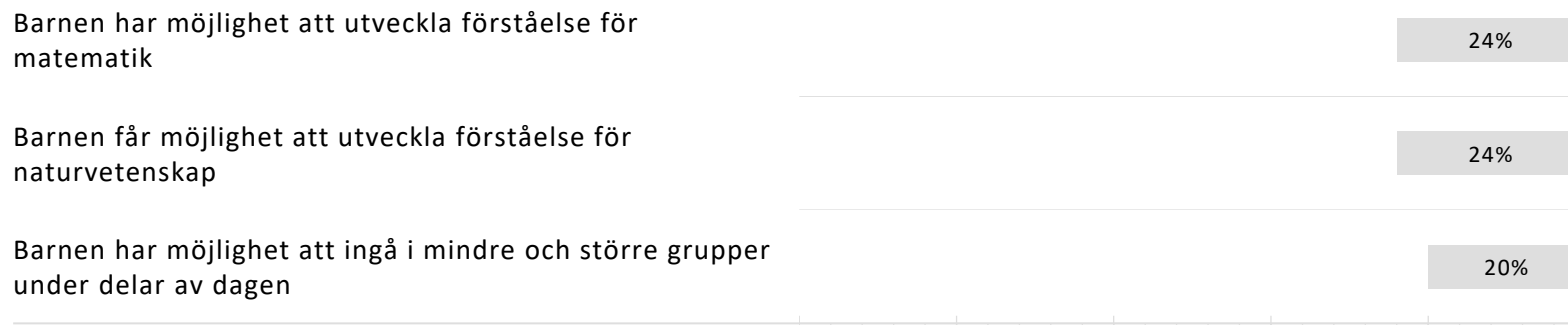 Barnen har möjlighet att utveckla förståelse för
matematik
24%
Barnen får möjlighet att utveckla förståelse för
naturvetenskap
24%
Barnen har möjlighet att ingå i mindre och större grupper
under delar av dagen
20%